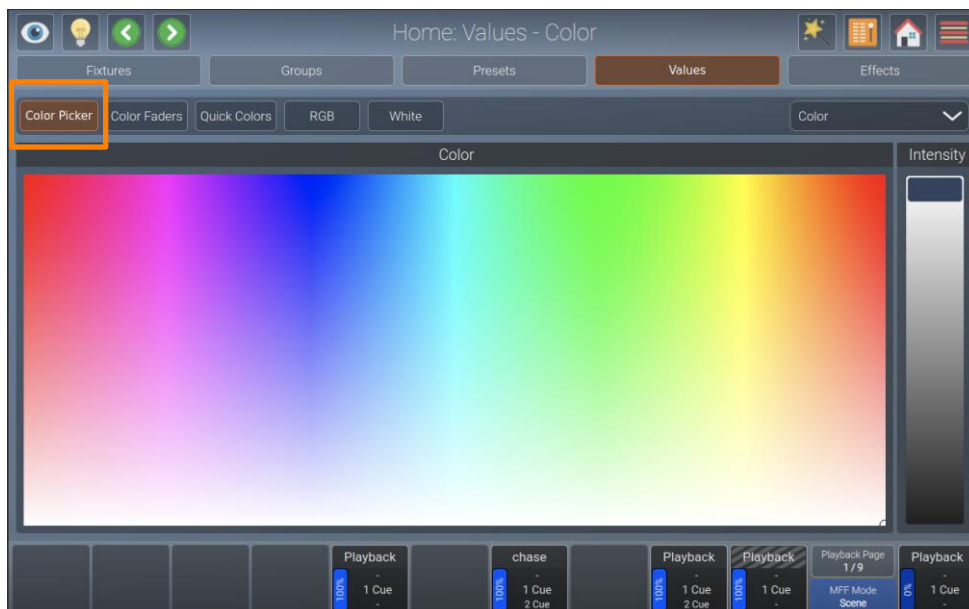 Home: Values - Color
Fixtures
Groups
Presets
Values
Effects
Color Picker
Color Faders
Quick Colors
RGB
White
Color
Color
Intensity
Playback
-
100%
1 Cue
-
chase
-
100%
1 Cue
2 Cue
Playback
-
100%
1 Cue
2 Cue
Playback
-
100%
1 Cue
-
Playback Page
1/9
MFF Mode
Scene
Playback
-
0%
1 Cue
-